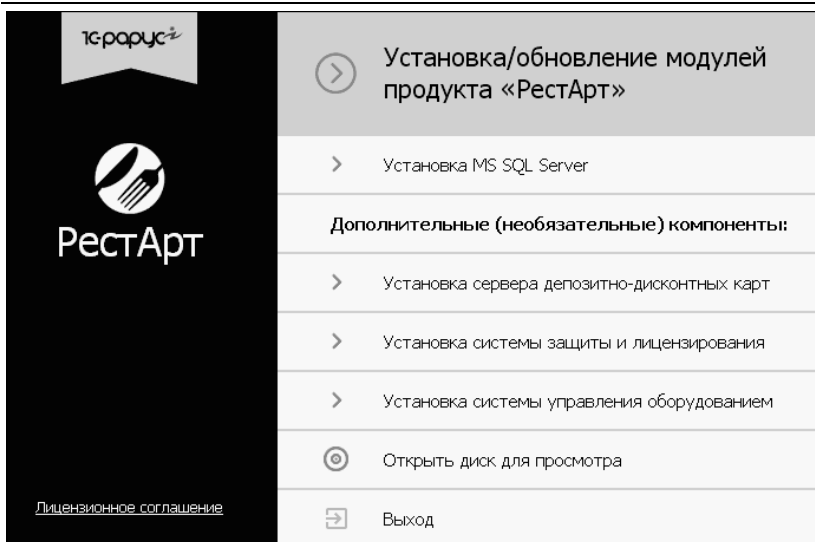 1С·рарус
РестАрт
Лицензионное соглашение
Установка/обновление модулей
продукта «РестАрт»
Установка MS SQL Server
Дополнительные (необязательные) компоненты:
Установка сервера депозитно-дисконтных карт
Установка системы защиты и лицензирования
Установка системы управления оборудованием
Открыть диск для просмотра
Выход